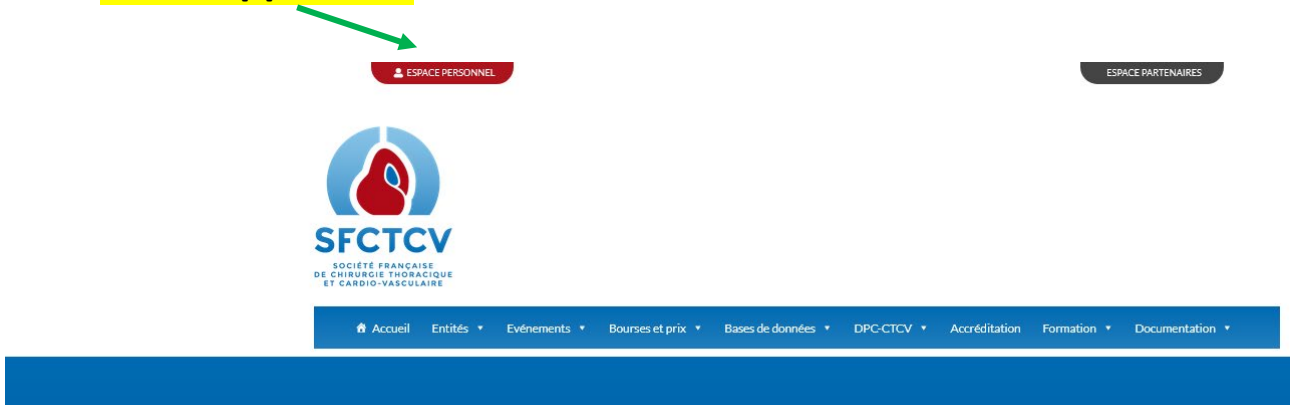 ESPACE PERSONNEL
ESPACE PARTENAIRES
SFCTCV
SOCIÉTÉ FRANÇAISE
DE CHIRURGIE THORACIQUE
ET CARDIO-VASCULAIRE
Accueil Entités Evénements Bourses et prix Bases de données DPC-CTCV Accréditation Formation Documentation